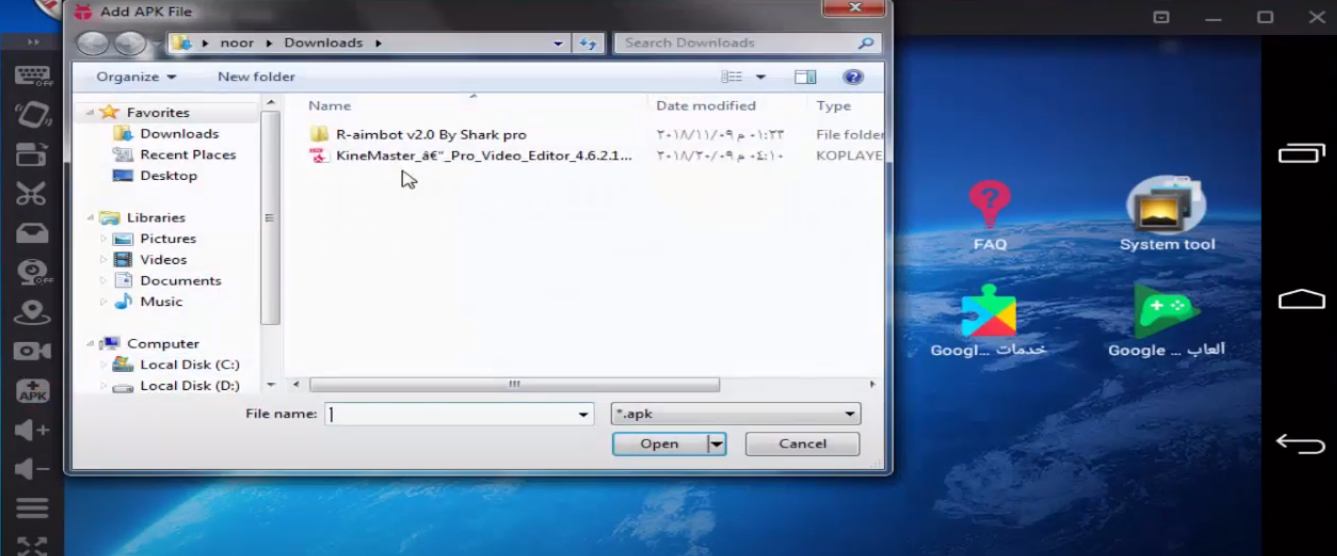 Add APK File
noor Downloads
Search Downloads
Organize
New folder
Favorites
Downloads
Recent Places
Desktop
Libraries
Pictures
Videos
Documents
Music
Computer
Local Disk (C:)
Local Disk (D:)
Name Date modified Type
R-aimbot v2.0 By Shark pro ٢٠١٨/١١/٠٩ م ٠١:٢٣ File folder
KineMaster_â€“_Pro_Video_Editor_4.6.2.1... ٢٠١٨/٢٠/٠٩ م ٠٤:١٠ KOPLAYE
File name:
*.apk
Open
Cancel
OFF
OFF
APK
FAQ
System tool
Googl... خدمات
Google ... ألعاب